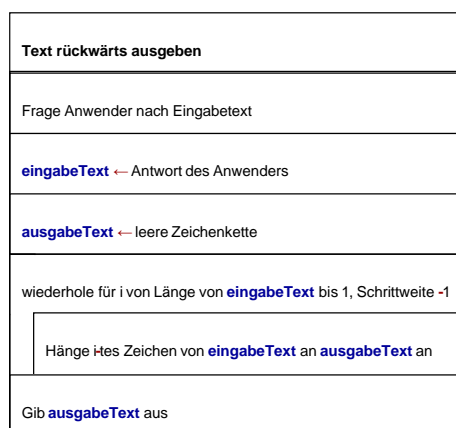 Text rückwärts ausgeben
Frage Anwender nach Eingabetext
eingabeText ← Antwort des Anwenders
ausgabeText ← leere Zeichenkette
wiederhole für i von Länge von eingabeText bis 1, Schrittweite -1
Hänge i-tes Zeichen von eingabeText an ausgabeText an
Gib ausgabeText aus